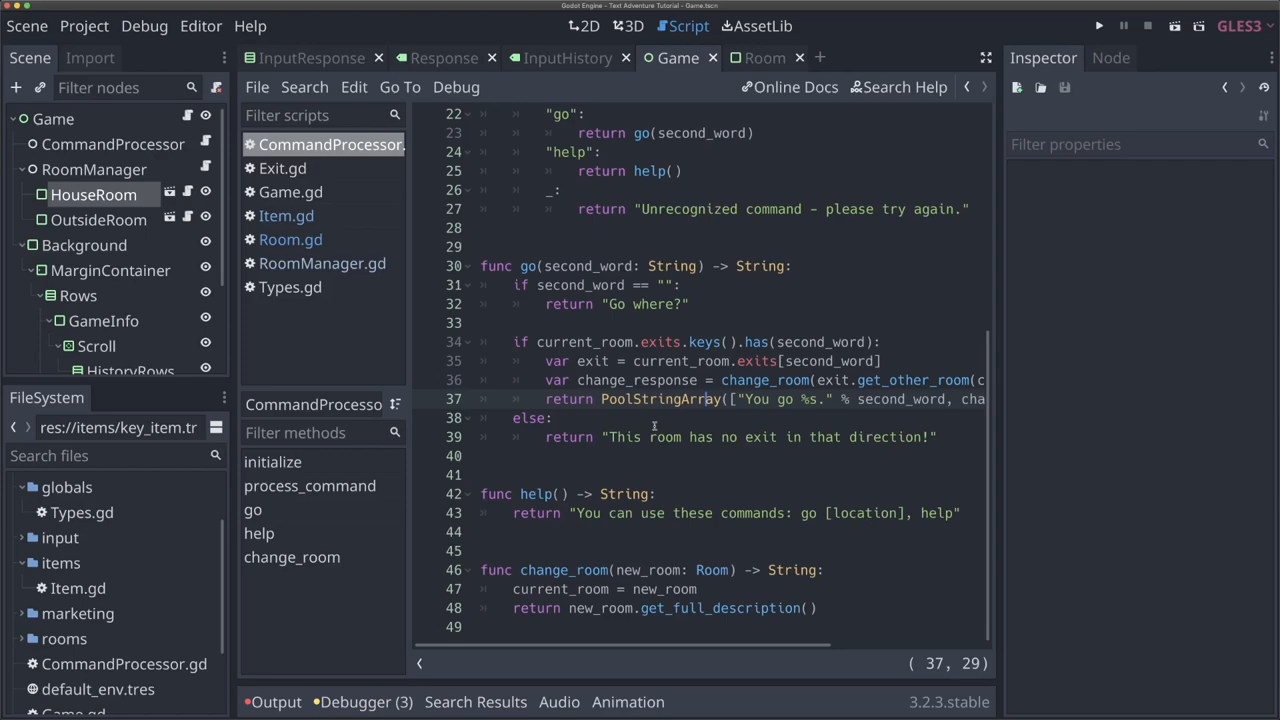 Godot Engine - Text Adventure Tutorial - Game.tscn
Scene Project Debug Editor Help
2D 3D Script AssetLib
GLES3
Scene Import
InputResponse Response InputHistory Game Room
Inspector Node
Filter nodes
File Search Edit Go To Debug
Online Docs Search Help
Game
CommandProcessor
RoomManager
HouseRoom
OutsideRoom
Background
MarginContainer
Rows
GameInfo
Scroll
HistoryRows
FileSystem
res://items/key_item.tr
Search files
globals
Types.gd
input
items
Item.gd
marketing
rooms
CommandProcessor.gd
default_env.tres
Game.gd
Filter scripts
CommandProcessor.
Exit.gd
Game.gd
Item.gd
Room.gd
RoomManager.gd
Types.gd
CommandProcesso
Filter methods
initialize
process_command
go
help
change_room
22 "go":
23 return go(second_word)
24 "help":
25 return help()
26 _:
27 return "Unrecognized command - please try again."
28
29
30 func go(second_word: String) -> String:
31 if second_word == "":
32 return "Go where?"
33
34 if current_room.exits.keys().has(second_word):
35 var exit = current_room.exits[second_word]
36 var change_response = change_room(exit.get_other_room(c
37 return PoolStringArray(["You go %s." % second_word, cha
38 else:
39 return "This room has no exit in that direction!"
40
41
42 func help() -> String:
43 return "You can use these commands: go [location], help"
44
45
46 func change_room(new_room: Room) -> String:
47 current_room = new_room
48 return new_room.get_full_description()
49
( 37, 29)
Output Debugger (3) Search Results Audio Animation
3.2.3.stable
Filter properties